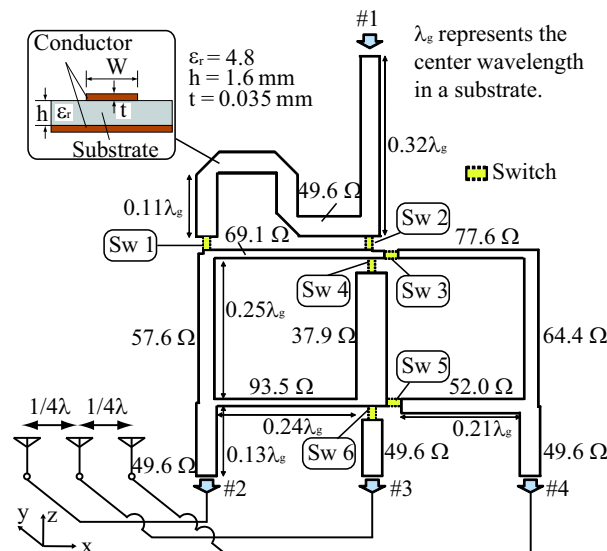 #1
Conductor
W
h
εr
t
Substrate
εr = 4.8
h = 1.6 mm
t = 0.035 mm
λg represents the
center wavelength
in a substrate.
0.32λg
Switch
0.11λg
49.6 Ω
Sw 1
Sw 2
69.1 Ω
77.6 Ω
Sw 4
Sw 3
0.25λg
57.6 Ω
37.9 Ω
64.4 Ω
Sw 5
93.5 Ω
52.0 Ω
1/4λ
1/4λ
0.24λg
0.21λg
49.6 Ω
0.13λg
Sw 6
49.6 Ω
49.6 Ω
#2
#3
#4
y
z
x